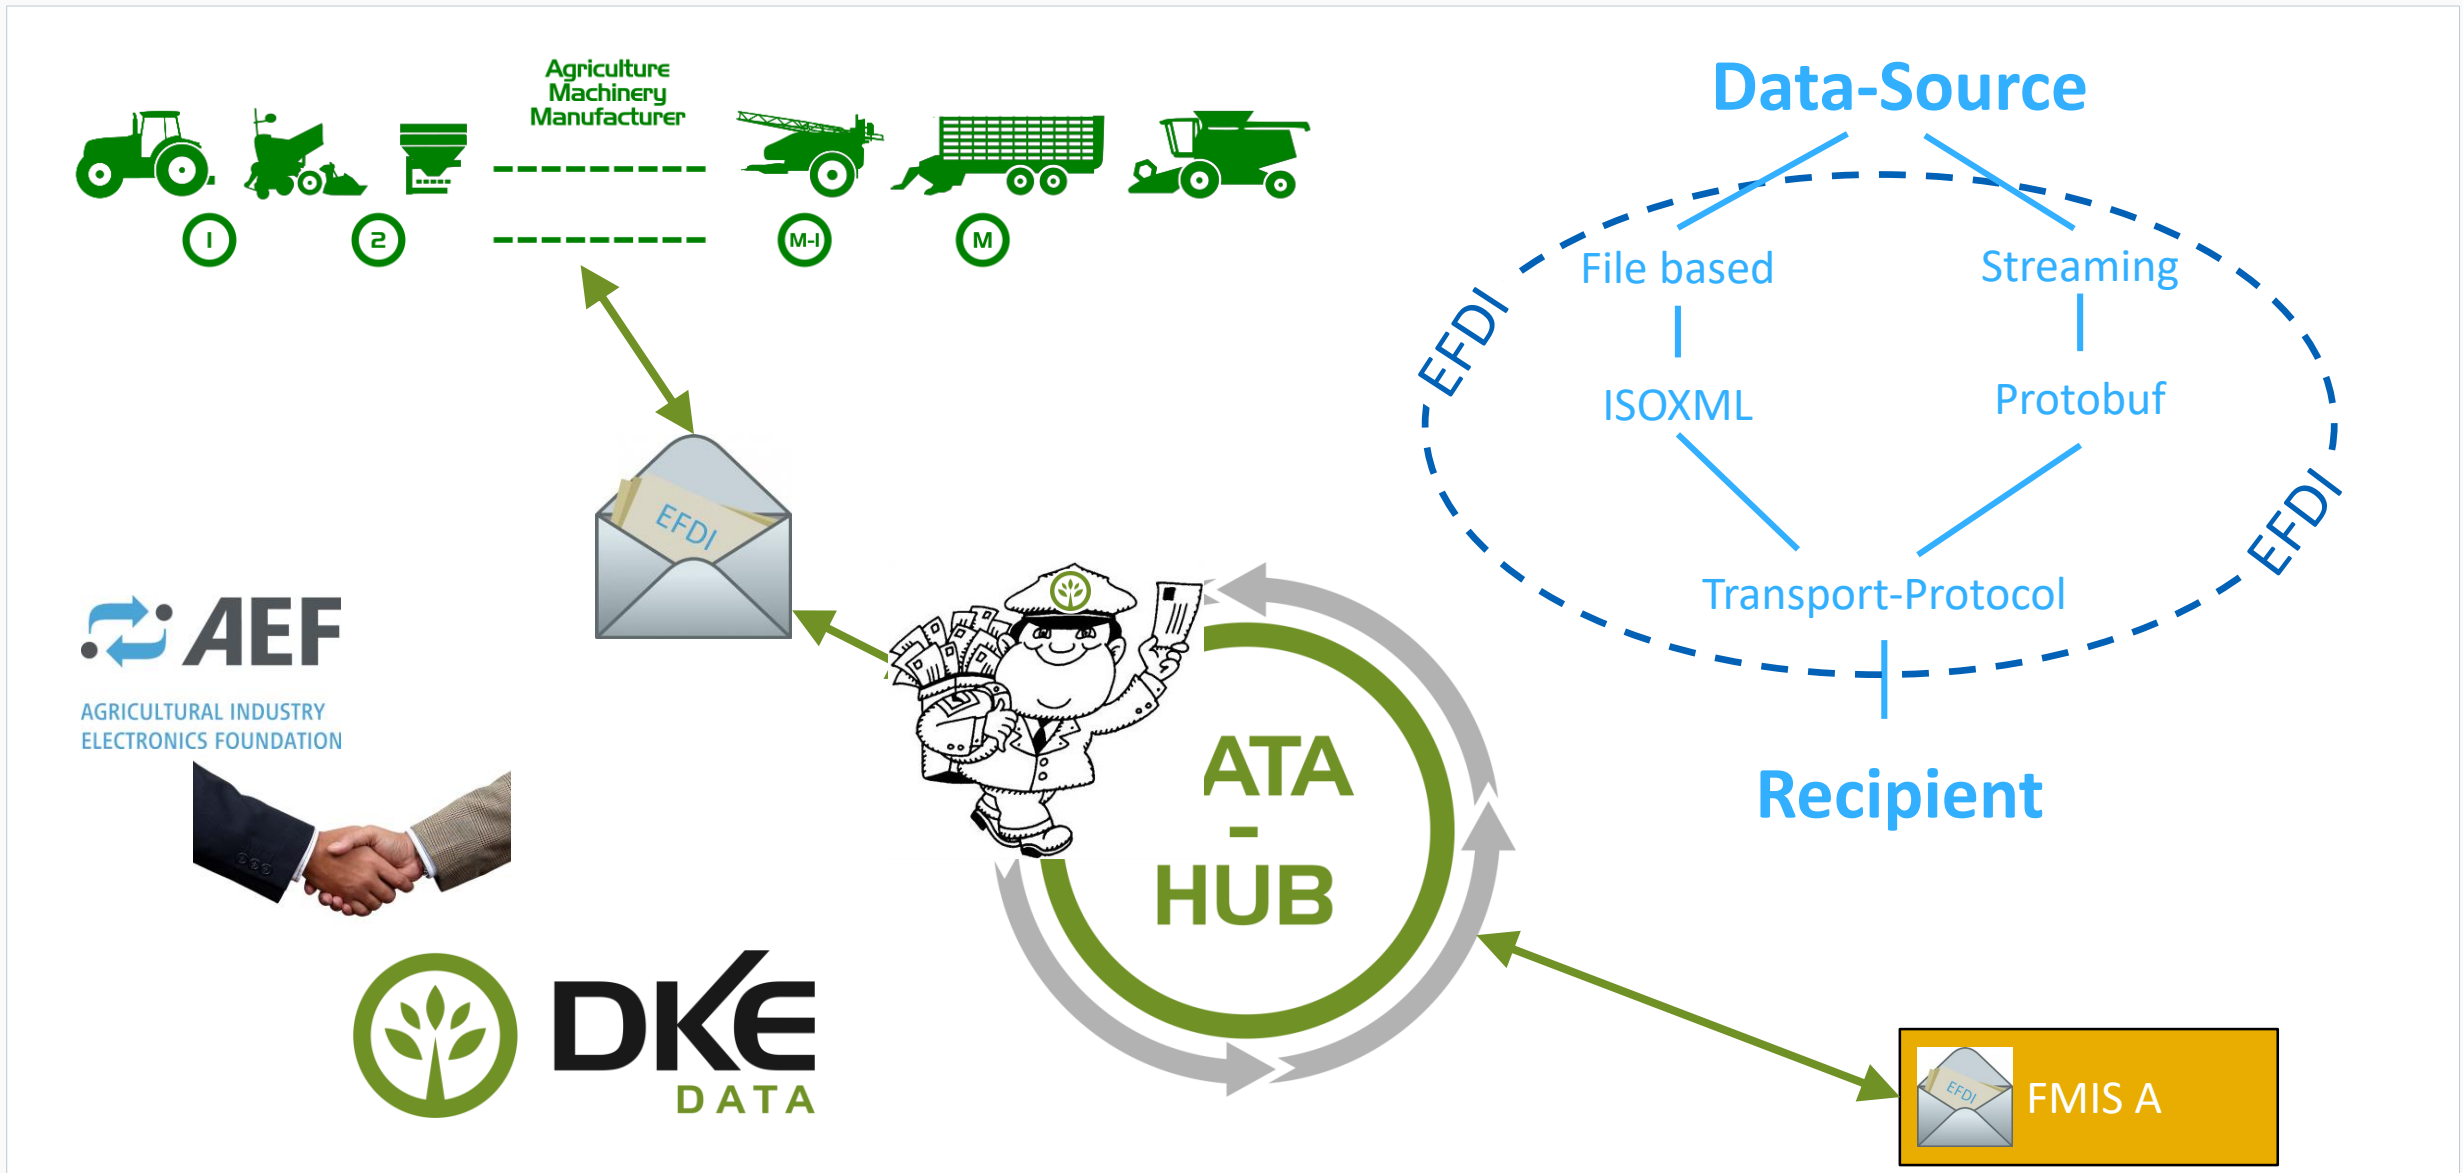 Agriculture
Machinery
Manufacturer
1
2
M-1
M
EFDI
AEF
AGRICULTURAL INDUSTRY
ELECTRONICS FOUNDATION
DKE
DATA
ATA
-
HUB
Data-Source
File based
Streaming
EFDI
ISOXML
Protobuf
EFDI
Transport-Protocol
Recipient
EFDI
FMIS A